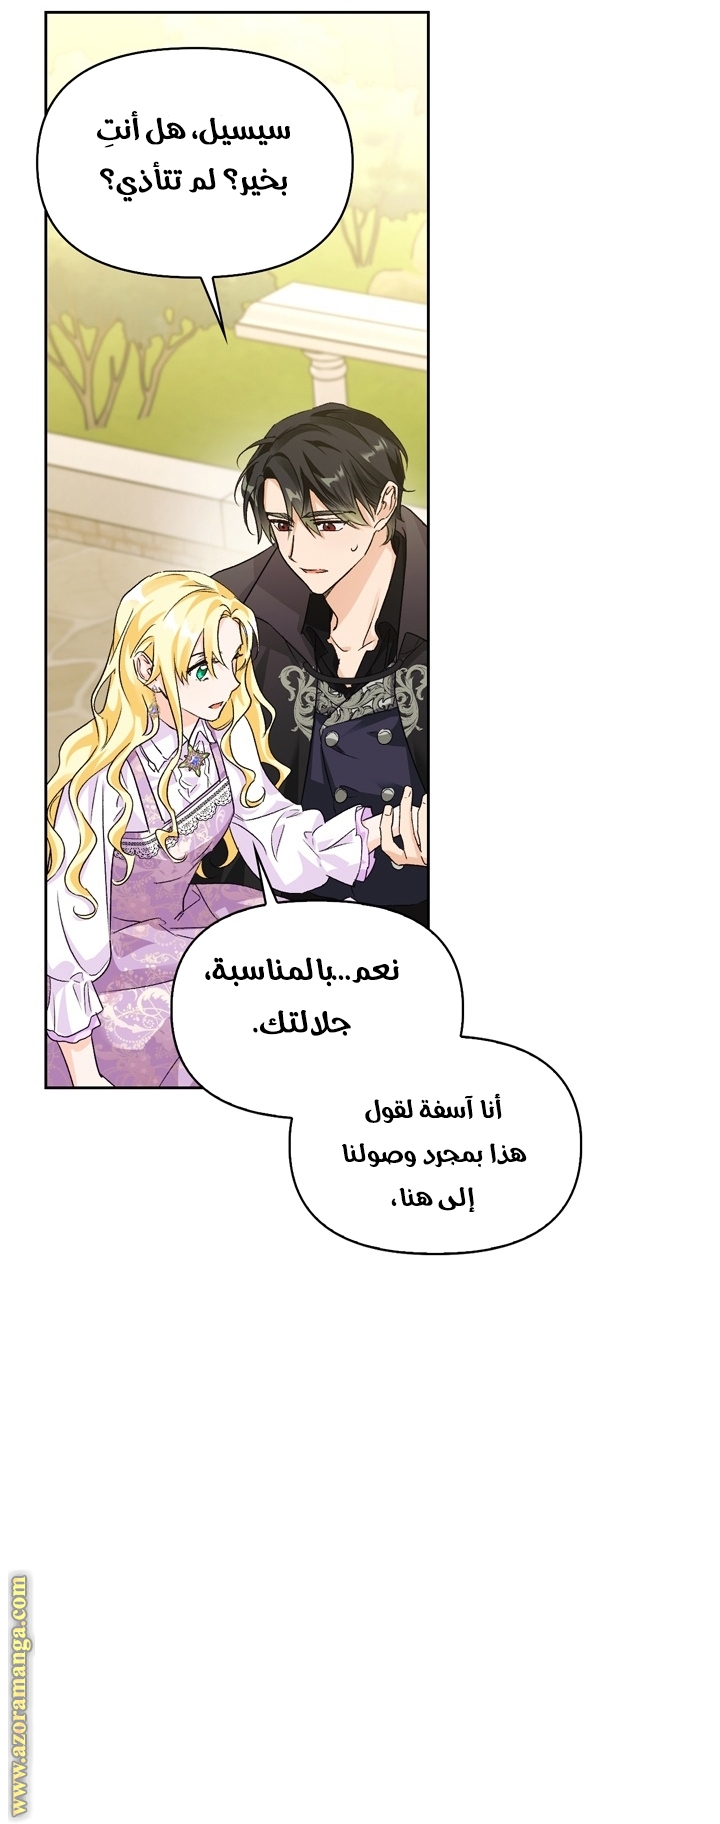 سيسيل، هل أنتِ
بخير؟ لم تتأذي؟
نعم...بالمناسبة،
جلالتك.
أنا آسفة لقول
هذا بمجرد وصولنا
إلى هنا،
www.azoramanga.com